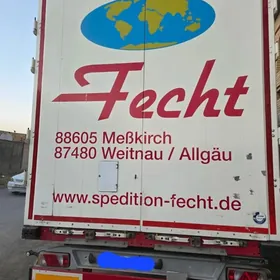 Fecht
88605 Meßkirch
87480 Weitnau / Allgäu
www.spedition-fecht.de